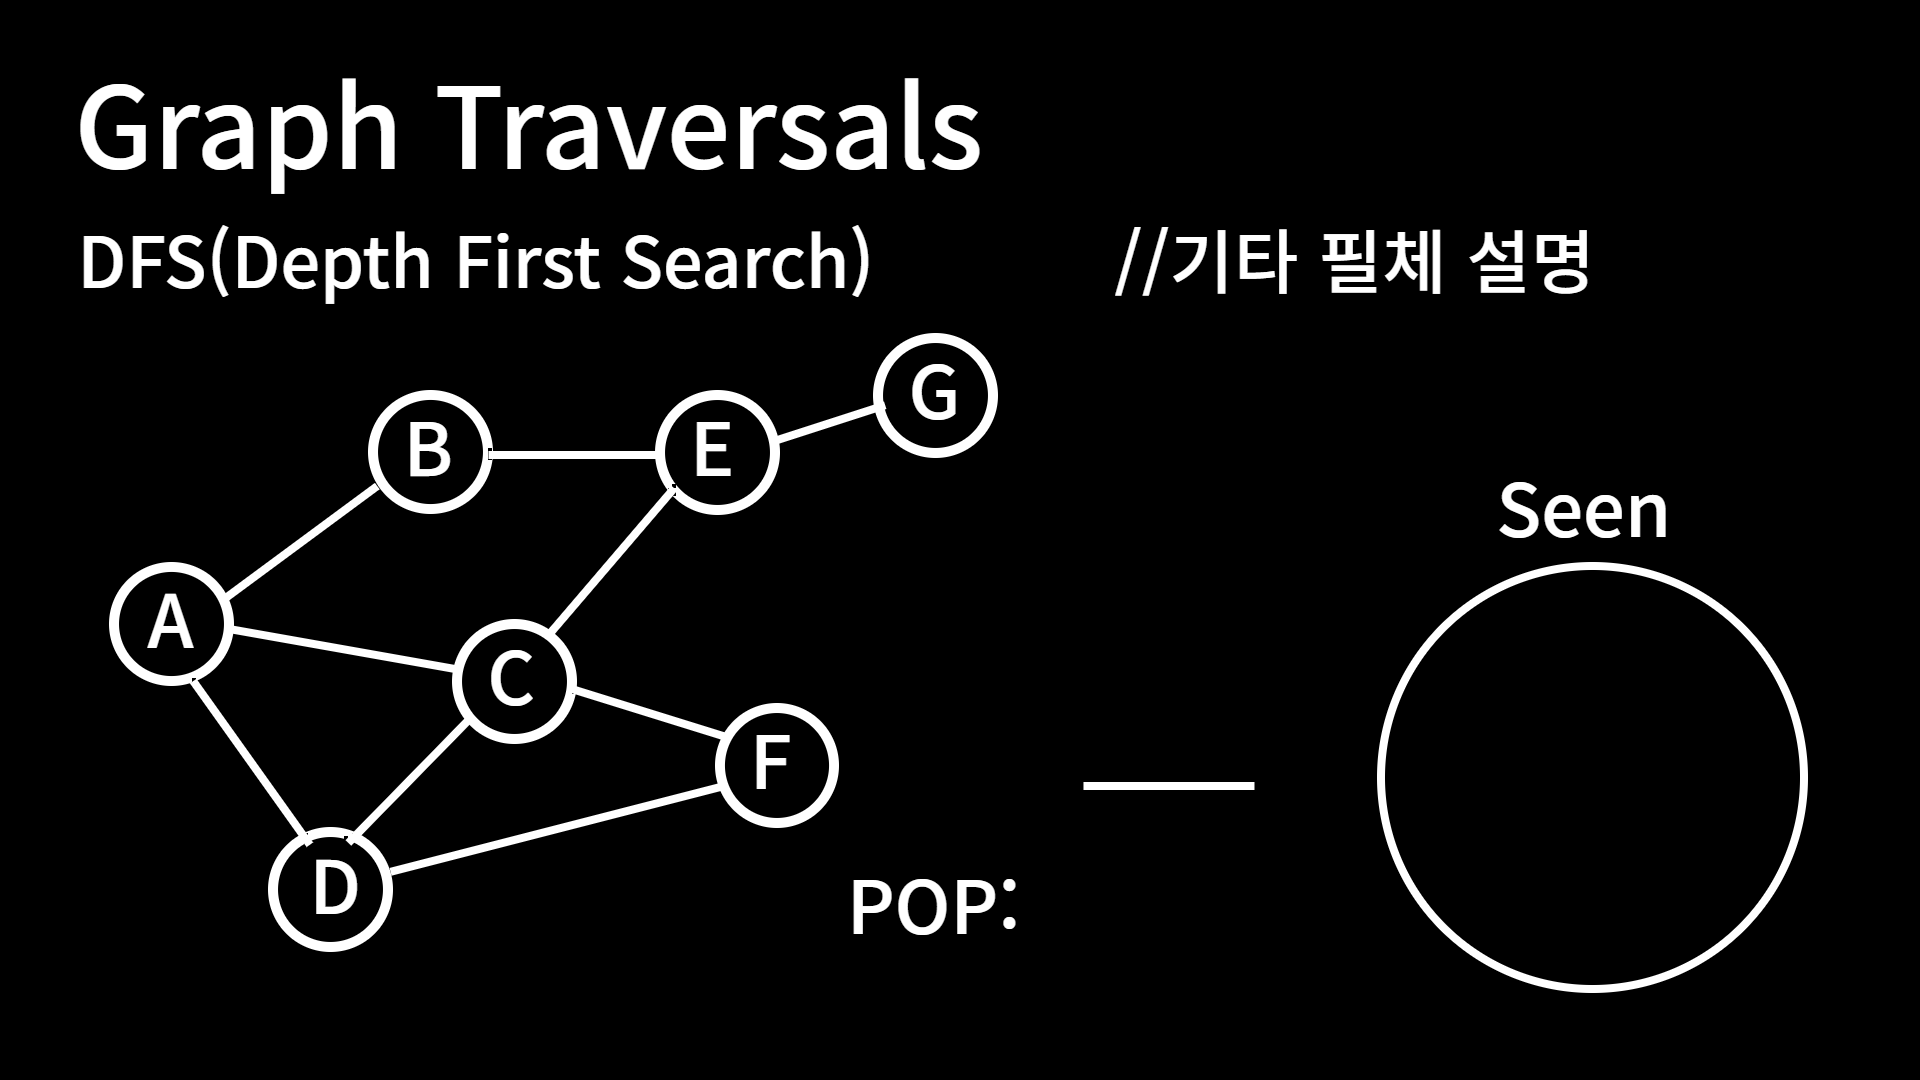 Graph Traversals
DFS(Depth First Search)
//기타 필체 설명
G
B
E
Seen
A
C
F
D
POP: